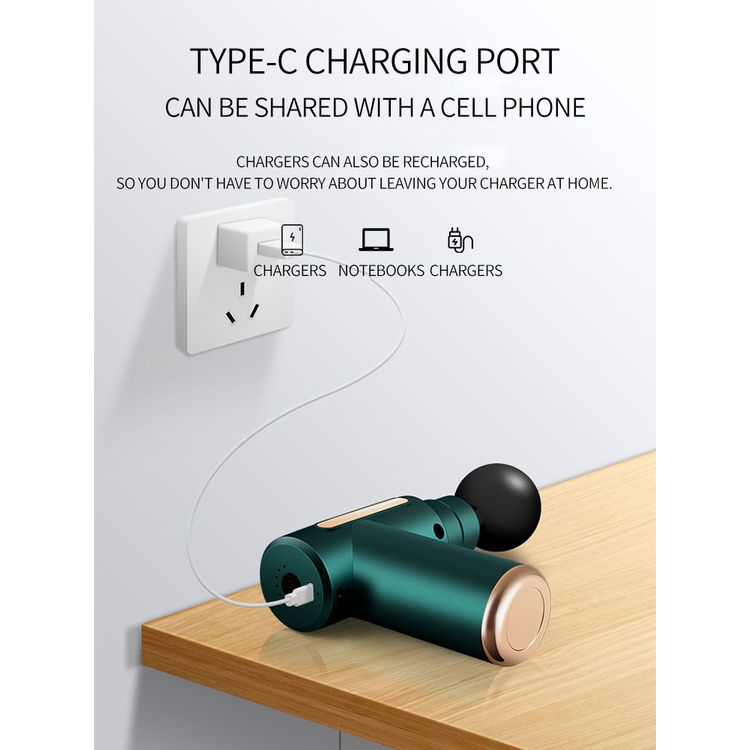 TYPE-C CHARGING PORT
CAN BE SHARED WITH A CELL PHONE
CHARGERS CAN ALSO BE RECHARGED,
SO YOU DON'T HAVE TO WORRY ABOUT LEAVING YOUR CHARGER AT HOME.
CHARGERS NOTEBOOKS CHARGERS